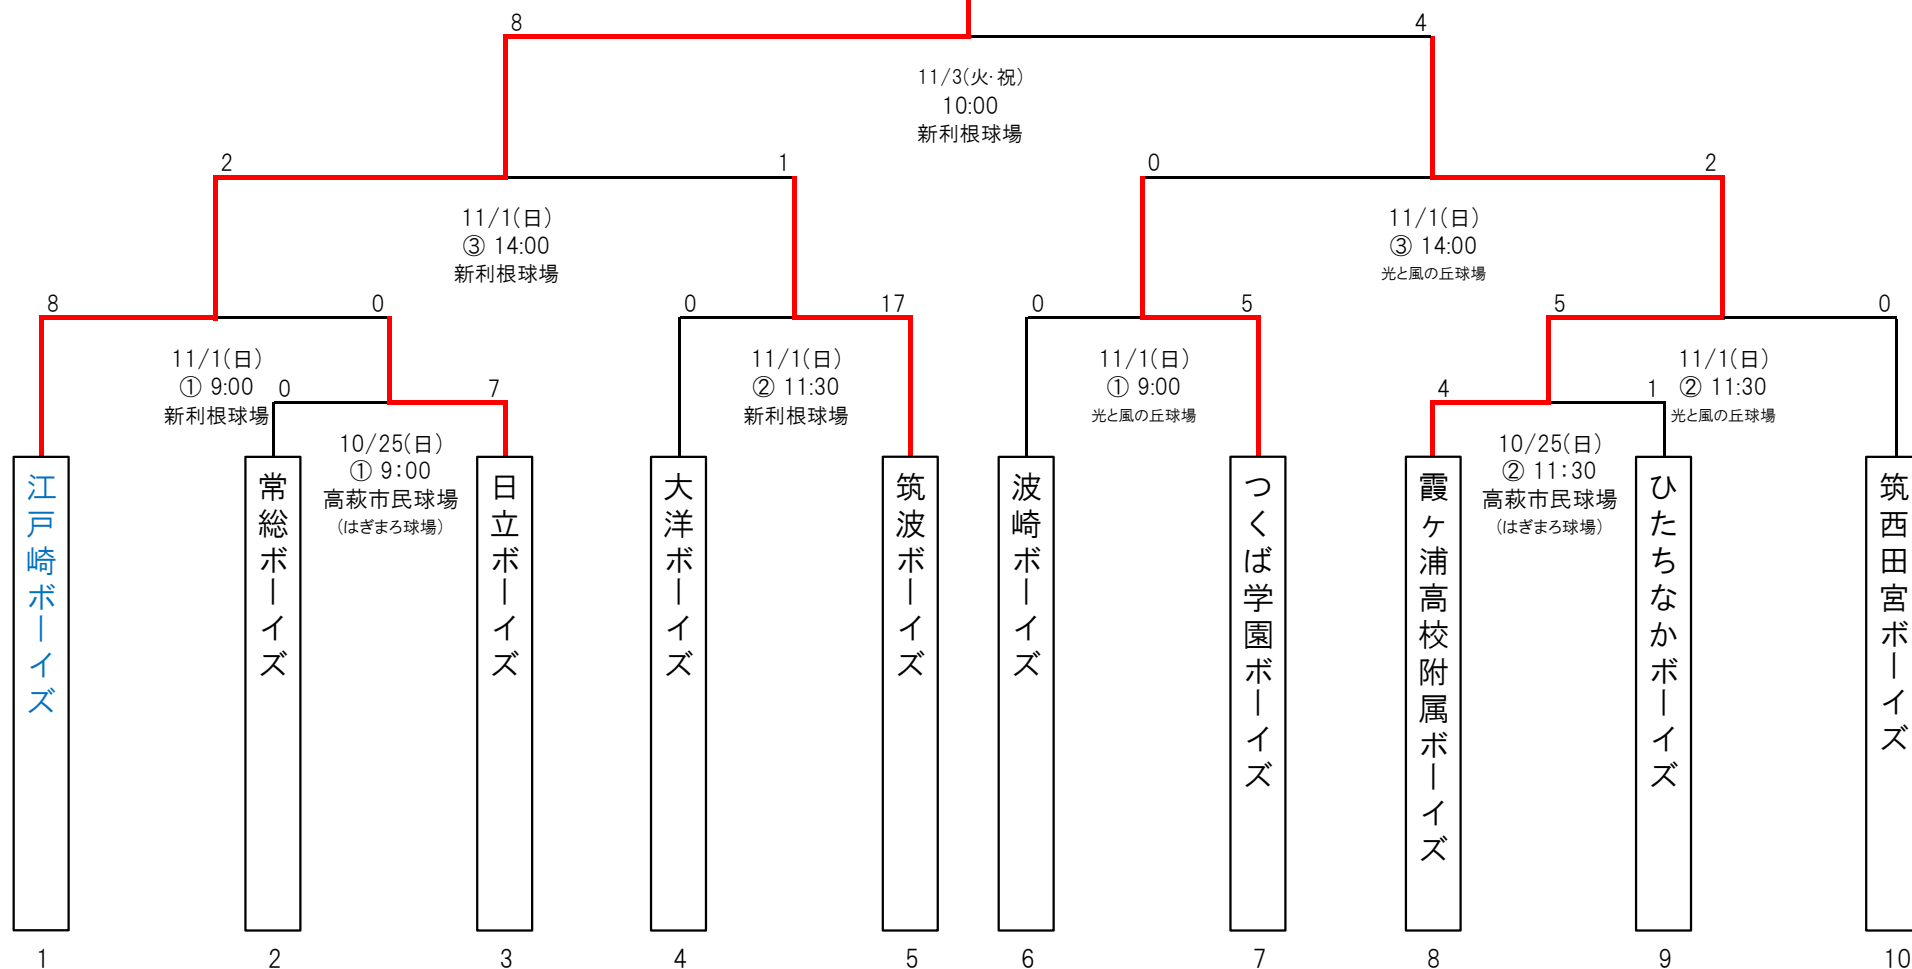 8 4
11/3(火・祝)
10:00
新利根球場
2 1 0 2
11/1(日)
③ 14:00
新利根球場
11/1(日)
③ 14:00
光と風の丘球場
8 0 0 17 0 5 5 0
11/1(日)
① 9:00
新利根球場
11/1(日)
② 11:30
新利根球場
11/1(日)
① 9:00
光と風の丘球場
11/1(日)
② 11:30
光と風の丘球場
0 7 4 1
10/25(日)
① 9:00
高萩市民球場
(はぎまろ球場)
10/25(日)
② 11:30
高萩市民球場
(はぎまろ球場)
江戸崎ボーイズ
常総ボーイズ
日立ボーイズ
大洋ボーイズ
筑波ボーイズ
波崎ボーイズ
つくば学園ボーイズ
霞ヶ浦高校附属ボーイズ
ひたちなかボーイズ
筑西田宮ボーイズ
1 2 3 4 5 6 7 8 9 10